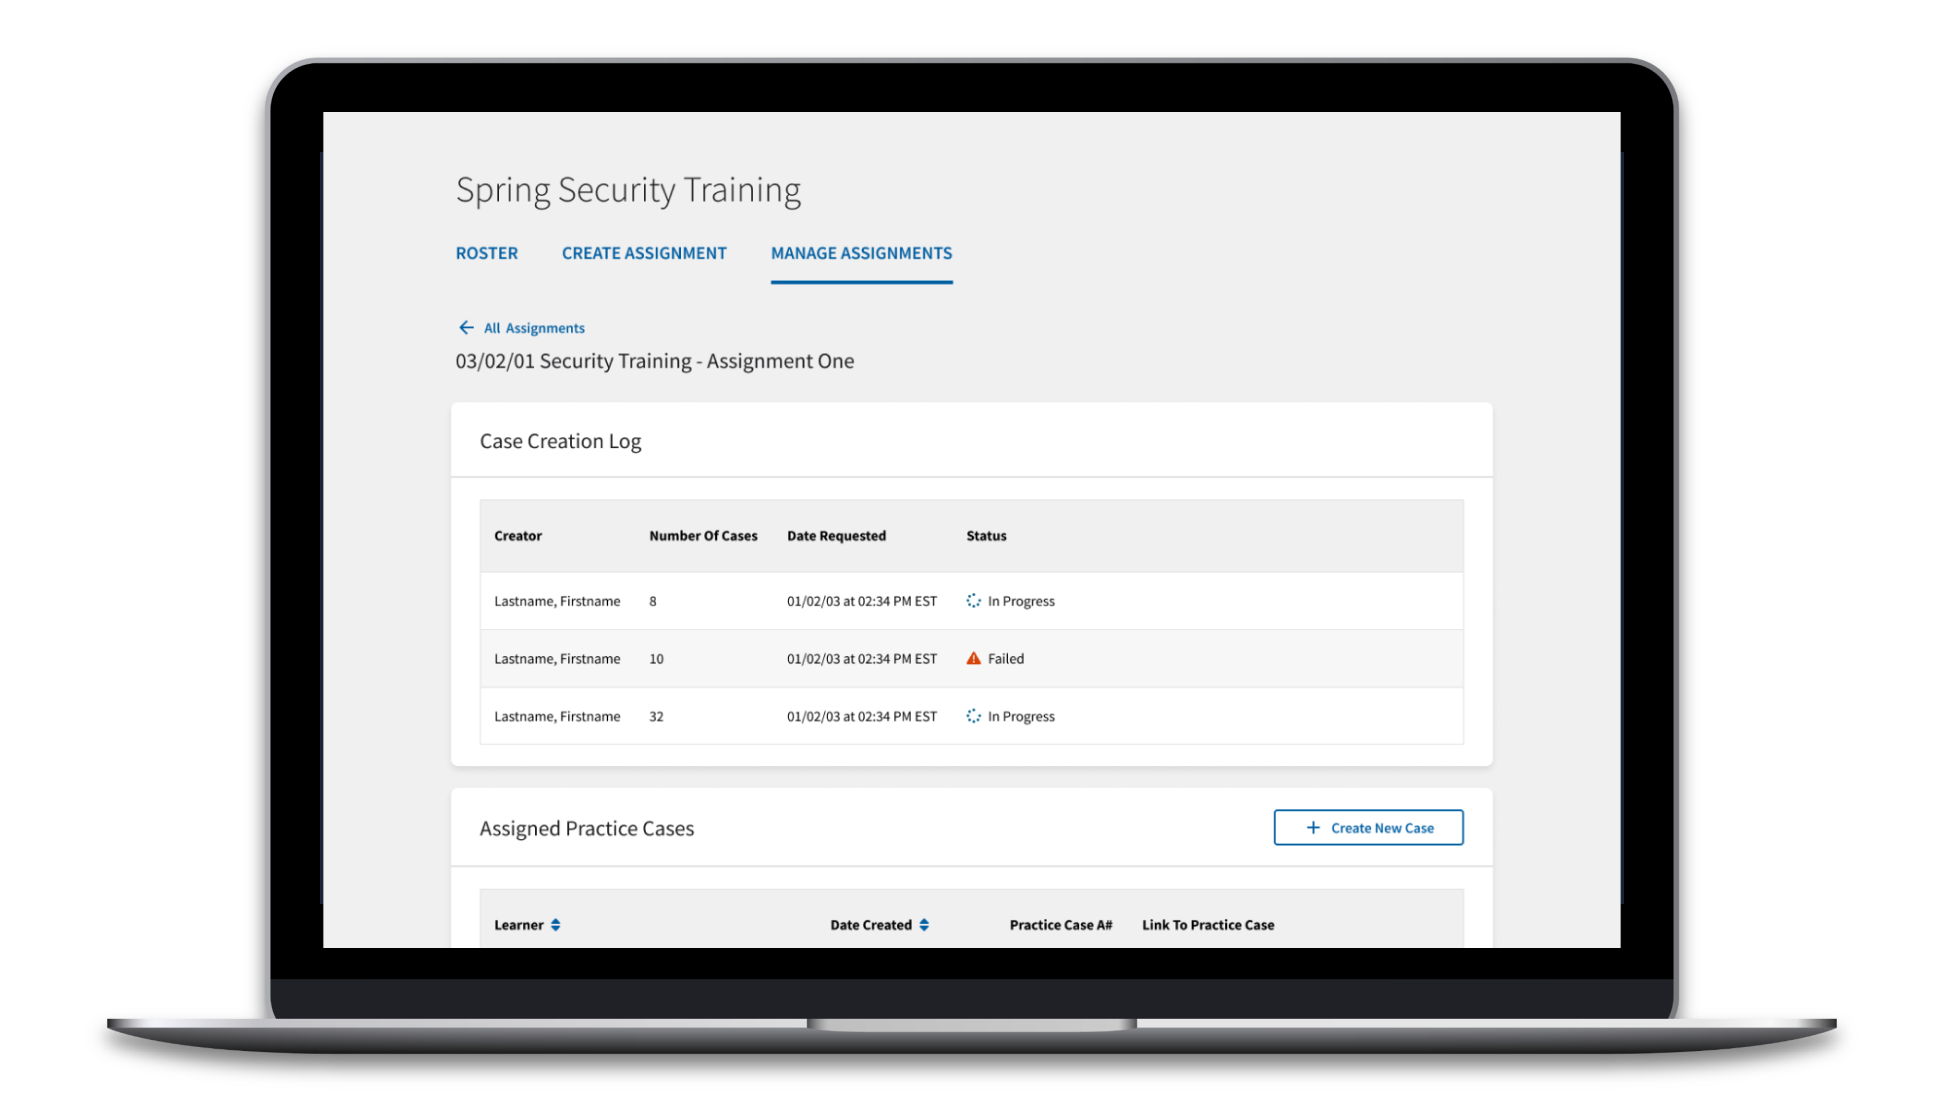 Spring Security Training
ROSTER CREATE ASSIGNMENT MANAGE ASSIGNMENTS
All Assignments
03/02/01 Security Training - Assignment One
Case Creation Log
Creator Number Of Cases Date Requested Status
Lastname, Firstname 8 01/02/03 at 02:34 PM EST In Progress
Lastname, Firstname 10 01/02/03 at 02:34 PM EST Failed
Lastname, Firstname 32 01/02/03 at 02:34 PM EST In Progress
Assigned Practice Cases + Create New Case
Learner Date Created Practice Case A# Link To Practice Case